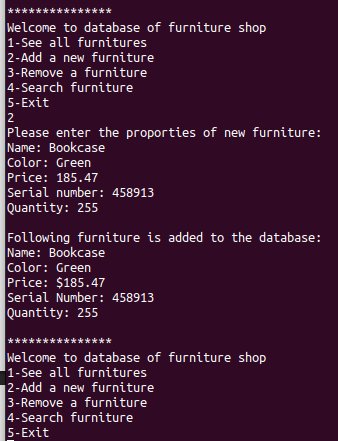 ***************
Welcome to database of furniture shop
1-See all furnitures
2-Add a new furniture
3-Remove a furniture
4-Search furniture
5-Exit
2
Please enter the proporties of new furniture:
Name: Bookcase
Color: Green
Price: 185.47
Serial number: 458913
Quantity: 255
Following furniture is added to the database:
Name: Bookcase
Color: Green
Price: $185.47
Serial Number: 458913
Quantity: 255
***************
Welcome to database of furniture shop
1-See all furnitures
2-Add a new furniture
3-Remove a furniture
4-Search furniture
5-Exit